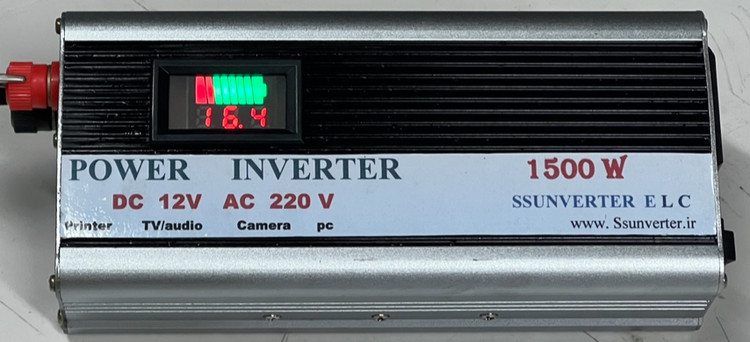 16.4
POWER INVERTER 1500 W
DC 12V AC 220 V SSUNVERTER E L C
Printer TV/audio Camera pc www. Ssunverter.ir